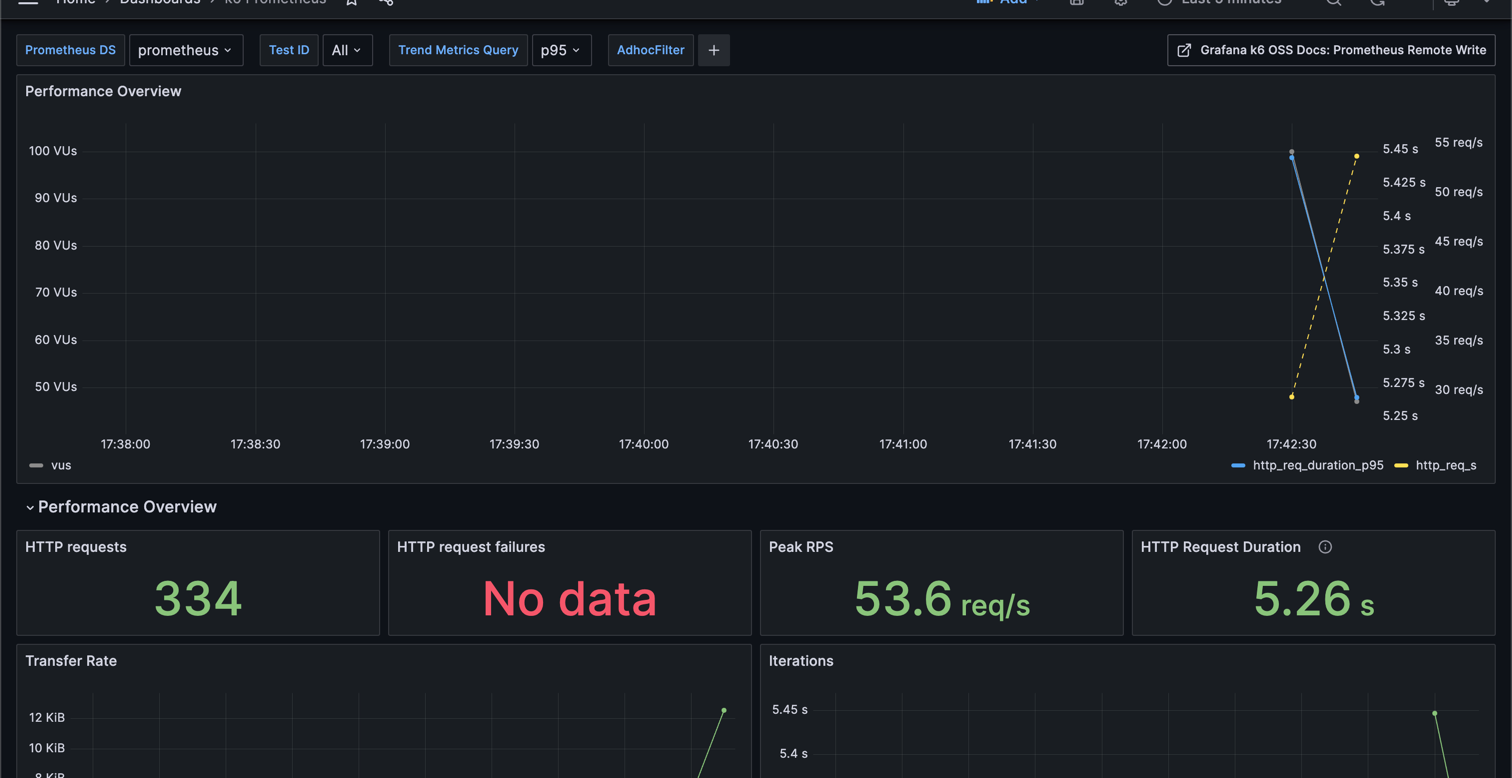 Home › Dashboards › k6 Prometheus Add Last 5 minutes
Prometheus DS prometheus Test ID All Trend Metrics Query p95 AdhocFilter + Grafana k6 OSS Docs: Prometheus Remote Write
Performance Overview
100 VUs
90 VUs
80 VUs
70 VUs
60 VUs
50 VUs
5.45 s
5.425 s
5.4 s
5.375 s
5.35 s
5.325 s
5.3 s
5.275 s
5.25 s
55 req/s
50 req/s
45 req/s
40 req/s
35 req/s
30 req/s
17:38:00 17:38:30 17:39:00 17:39:30 17:40:00 17:40:30 17:41:00 17:41:30 17:42:00 17:42:30
vus http_req_duration_p95 http_req_s
Performance Overview
HTTP requests
334
HTTP request failures
No data
Peak RPS
53.6 req/s
HTTP Request Duration
5.26 s
Transfer Rate
12 KiB
10 KiB
8 KiB
Iterations
5.45 s
5.4 s